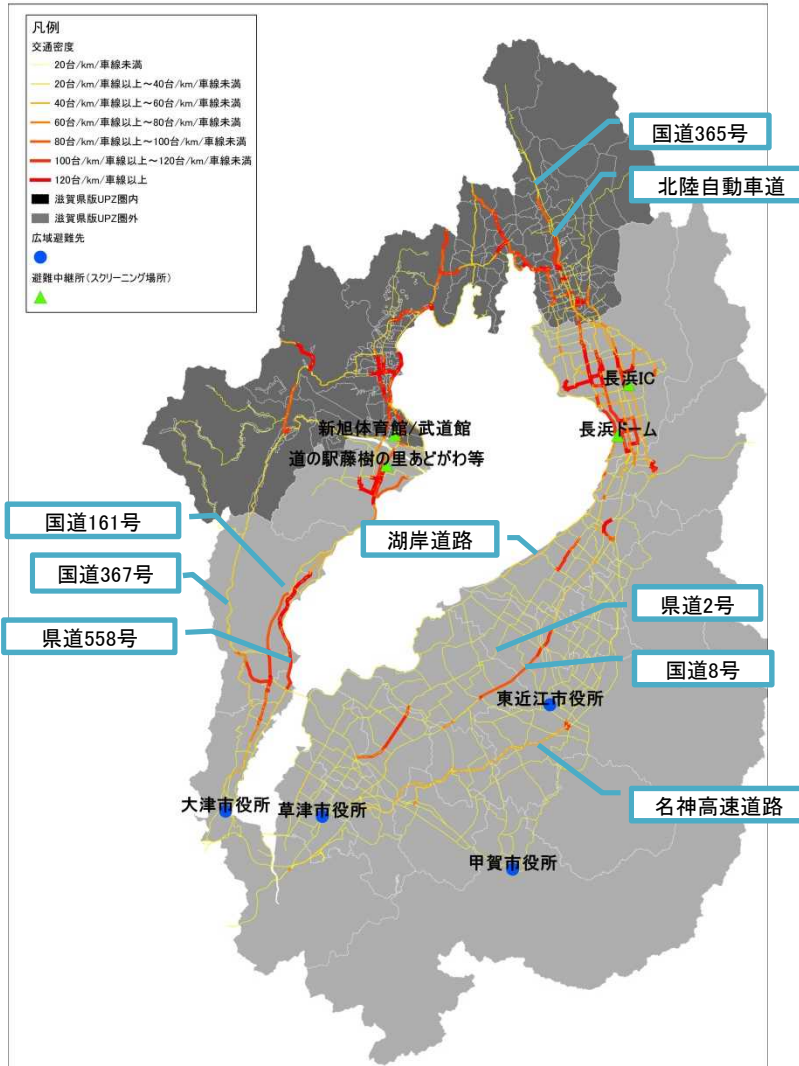 凡例
交通密度
20台/km/車線未満
20台/km/車線以上～40台/km/車線未満
40台/km/車線以上～60台/km/車線未満
60台/km/車線以上～80台/km/車線未満
80台/km/車線以上～100台/km/車線未満
100台/km/車線以上～120台/km/車線未満
120台/km/車線以上
滋賀県版UPZ圏内
滋賀県版UPZ圏外
広域避難先
避難中継所(スクリーニング場所)
国道365号
北陸自動車道
長浜IC
新旭体育館/武道館
長浜ドーム
道の駅藤樹の里あどがわ等
国道161号
湖岸道路
国道367号
県道2号
県道558号
国道8号
東近江市役所
名神高速道路
大津市役所
草津市役所
甲賀市役所